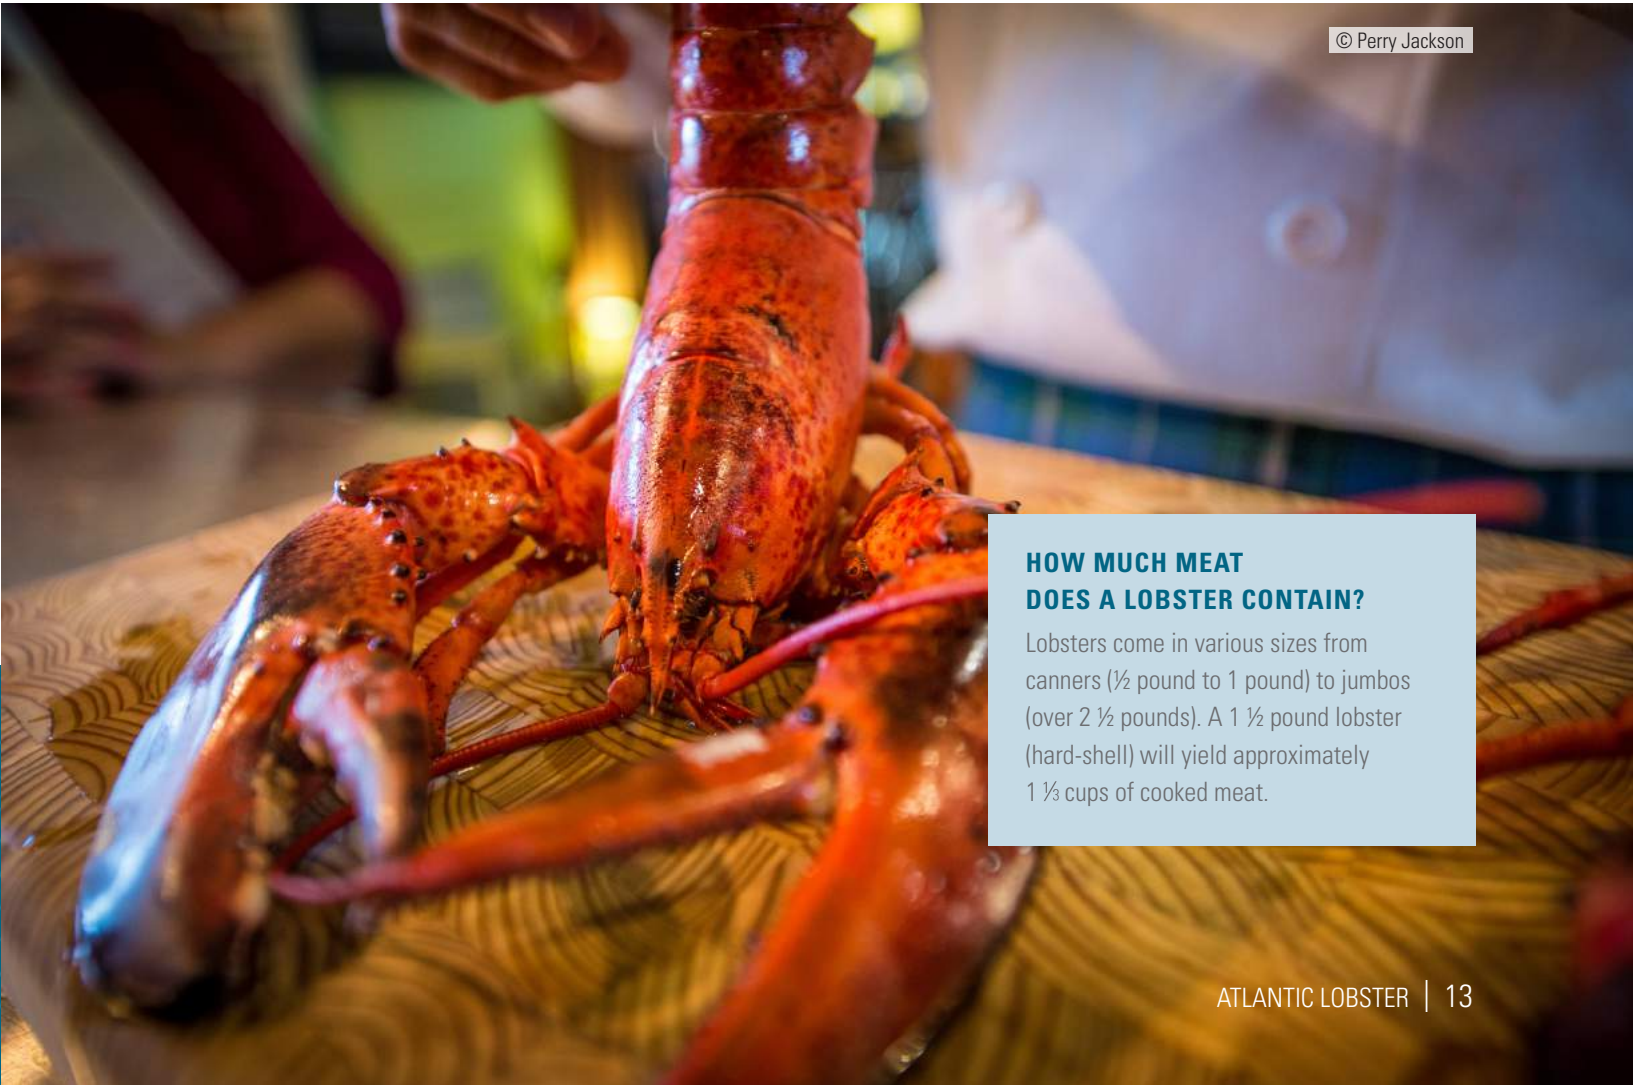 © Perry Jackson
HOW MUCH MEAT
DOES A LOBSTER CONTAIN?
Lobsters come in various sizes from
canners (½ pound to 1 pound) to jumbos
(over 2 ½ pounds). A 1 ½ pound lobster
(hard-shell) will yield approximately
1 ⅓ cups of cooked meat.
ATLANTIC LOBSTER | 13